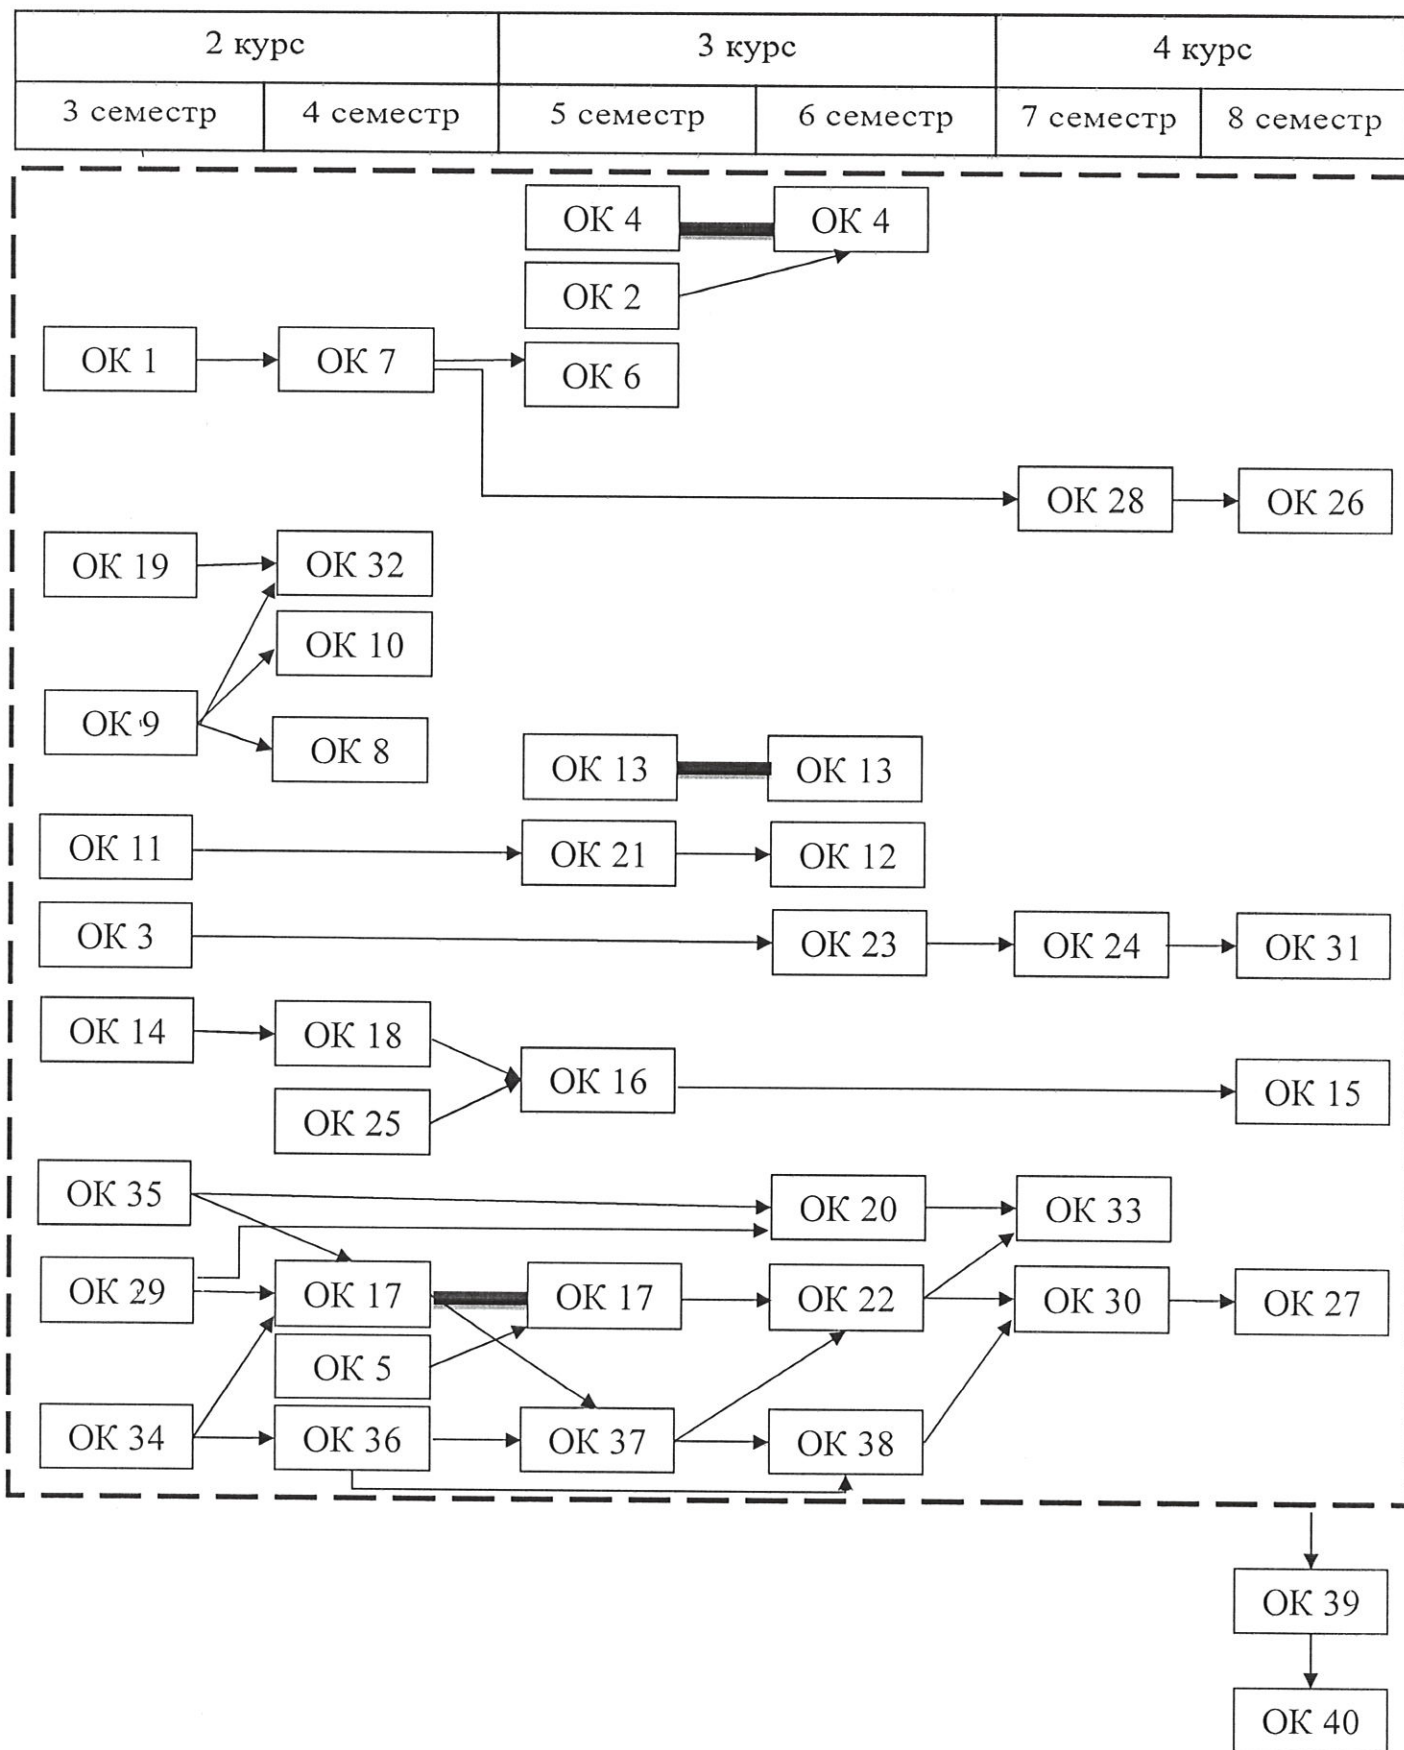 2 курс 3 курс 4 курс
3 семестр 4 семестр 5 семестр 6 семестр 7 семестр 8 семестр
ОК 4 ОК 4
ОК 2
ОК 1 ОК 7 ОК 6
ОК 28 ОК 26
ОК 19 ОК 32
ОК 10
ОК 9 ОК 8
ОК 13 ОК 13
ОК 11 ОК 21 ОК 12
ОК 3 ОК 23 ОК 24 ОК 31
ОК 14 ОК 18
ОК 16 ОК 15
ОК 25
ОК 35 ОК 20 ОК 33
ОК 29 ОК 17 ОК 17 ОК 22 ОК 30 ОК 27
ОК 5
ОК 34 ОК 36 ОК 37 ОК 38
ОК 39
ОК 40